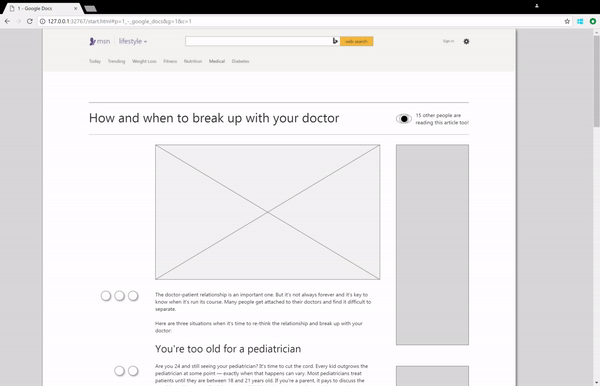 1 - Google Docs
127.0.0.1:32767/start.html#p=1_-_google_docs&g=1&c=1
msn lifestyle web search Sign in
Today Trending Weight Loss Fitness Nutrition Medical Diabetes
How and when to break up with your doctor
15 other people are
reading this article too!
The doctor-patient relationship is an important one. But it's not always forever and it's key to
know when it's run its course. Many people get attached to their doctors and find it difficult to
separate.
Here are three situations when it's time to re-think the relationship and break up with your
doctor:
You're too old for a pediatrician
Are you 24 and still seeing your pediatrician? It's time to cut the cord. Every kid outgrows the
pediatrician at some point — exactly when that happens can vary. Most pediatricians treat
patients until they are between 18 and 21 years old. If you're a parent, it pays to discuss the